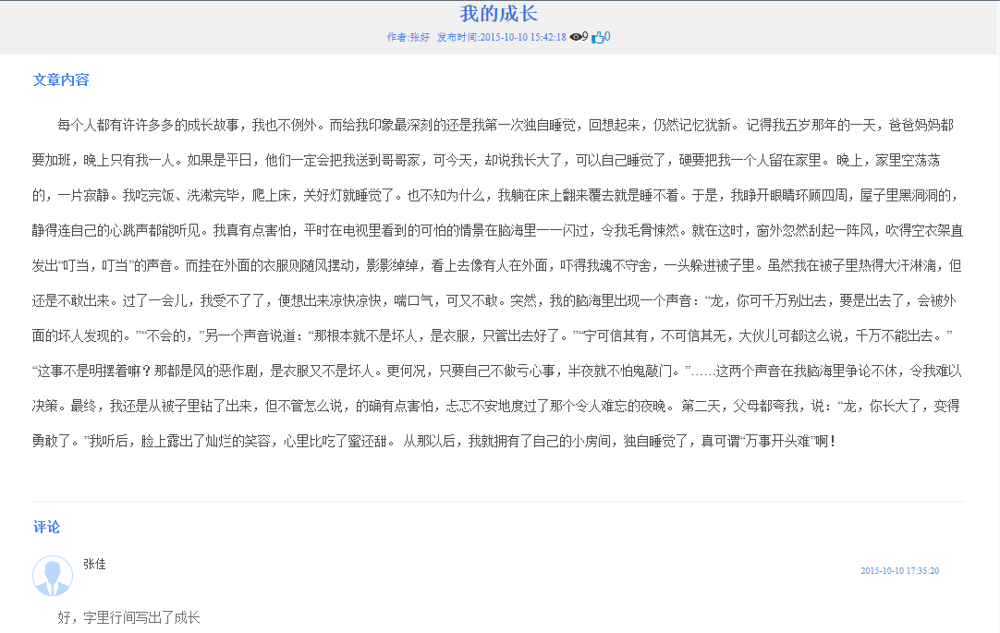 我的成长
作者:张好 发布时间:2015-10-10 15:42:18 9 0
文章内容
每个人都有许许多多的成长故事，我也不例外。而给我印象最深刻的还是我第一次独自睡觉，回想起来，仍然记忆犹新。 记得我五岁那年的一天，爸爸妈妈都
要加班，晚上只有我一人。如果是平日，他们一定会把我送到哥哥家，可今天，却说我长大了，可以自己睡觉了，硬要把我一个人留在家里。 晚上，家里空荡荡
的，一片寂静。我吃完饭、洗漱完毕，爬上床，关好灯就睡觉了。也不知为什么，我躺在床上翻来覆去就是睡不着。于是，我睁开眼睛环顾四周，屋子里黑洞洞的，
静得连自己的心跳声都能听见。我真有点害怕，平时在电视里看到的可怕的情景在脑海里一一闪过，令我毛骨悚然。就在这时，窗外忽然刮起一阵风，吹得空衣架直
发出“叮当，叮当”的声音。而挂在外面的衣服则随风摆动，影影绰绰，看上去像有人在外面，吓得我魂不守舍，一头躲进被子里。虽然我在被子里热得大汗淋漓，但
还是不敢出来。过了一会儿，我受不了了，便想出来凉快凉快，喘口气，可又不敢。突然，我的脑海里出现一个声音：“龙，你可千万别出去，要是出去了，会被外
面的坏人发现的。”“不会的，”另一个声音说道：“那根本就不是坏人，是衣服，只管出去好了。”“宁可信其有，不可信其无，大伙儿可都这么说，千万不能出去。”
“这事不是明摆着嘛？那都是风的恶作剧，是衣服又不是坏人。更何况，只要自己不做亏心事，半夜就不怕鬼敲门。”……这两个声音在我脑海里争论不休，令我难以
决策。最终，我还是从被子里钻了出来，但不管怎么说，的确有点害怕，忐忑不安地度过了那个令人难忘的夜晚。 第二天，父母都夸我，说：“龙，你长大了，变得
勇敢了。”我听后，脸上露出了灿烂的笑容，心里比吃了蜜还甜。 从那以后，我就拥有了自己的小房间，独自睡觉了，真可谓“万事开头难”啊！
评论
张佳
2015-10-10 17:35:20
好，字里行间写出了成长